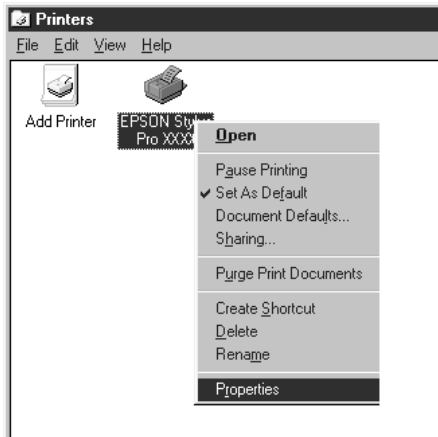 Printers
File Edit View Help
Add Printer
EPSON Stylus
Pro XXXX
Open
Pause Printing
Set As Default
Document Defaults...
Sharing...
Purge Print Documents
Create Shortcut
Delete
Rename
Properties